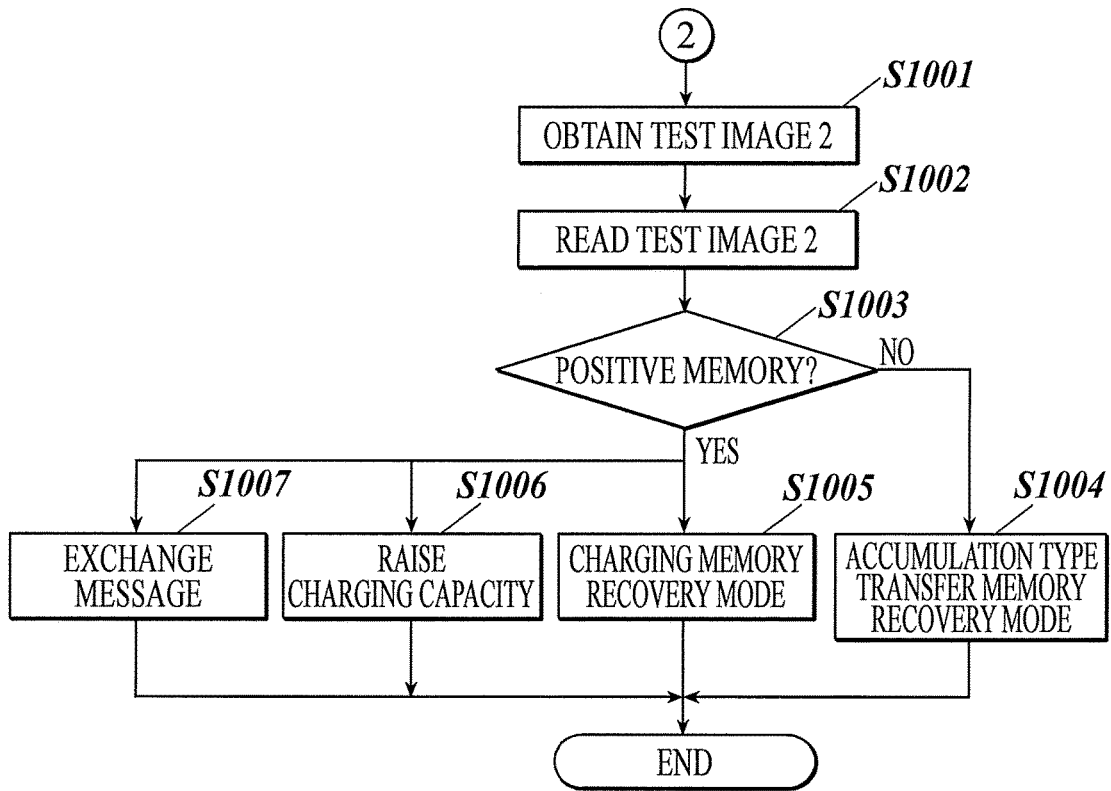 2
S1001
OBTAIN TEST IMAGE 2
S1002
READ TEST IMAGE 2
S1003
POSITIVE MEMORY?
NO
YES
S1007
EXCHANGE
MESSAGE
S1006
RAISE
CHARGING CAPACITY
S1005
CHARGING MEMORY
RECOVERY MODE
S1004
ACCUMULATION TYPE
TRANSFER MEMORY
RECOVERY MODE
END